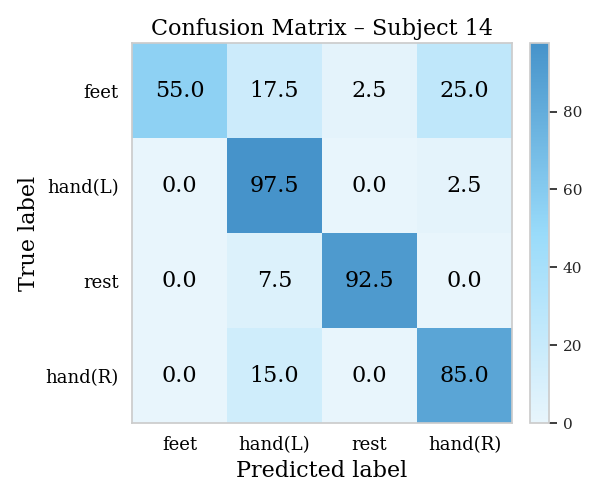 Confusion Matrix – Subject 14
feet 55.0 17.5 2.5 25.0
hand(L) 0.0 97.5 0.0 2.5
rest 0.0 7.5 92.5 0.0
hand(R) 0.0 15.0 0.0 85.0
feet hand(L) rest hand(R)
Predicted label
True label
80
60
40
20
0